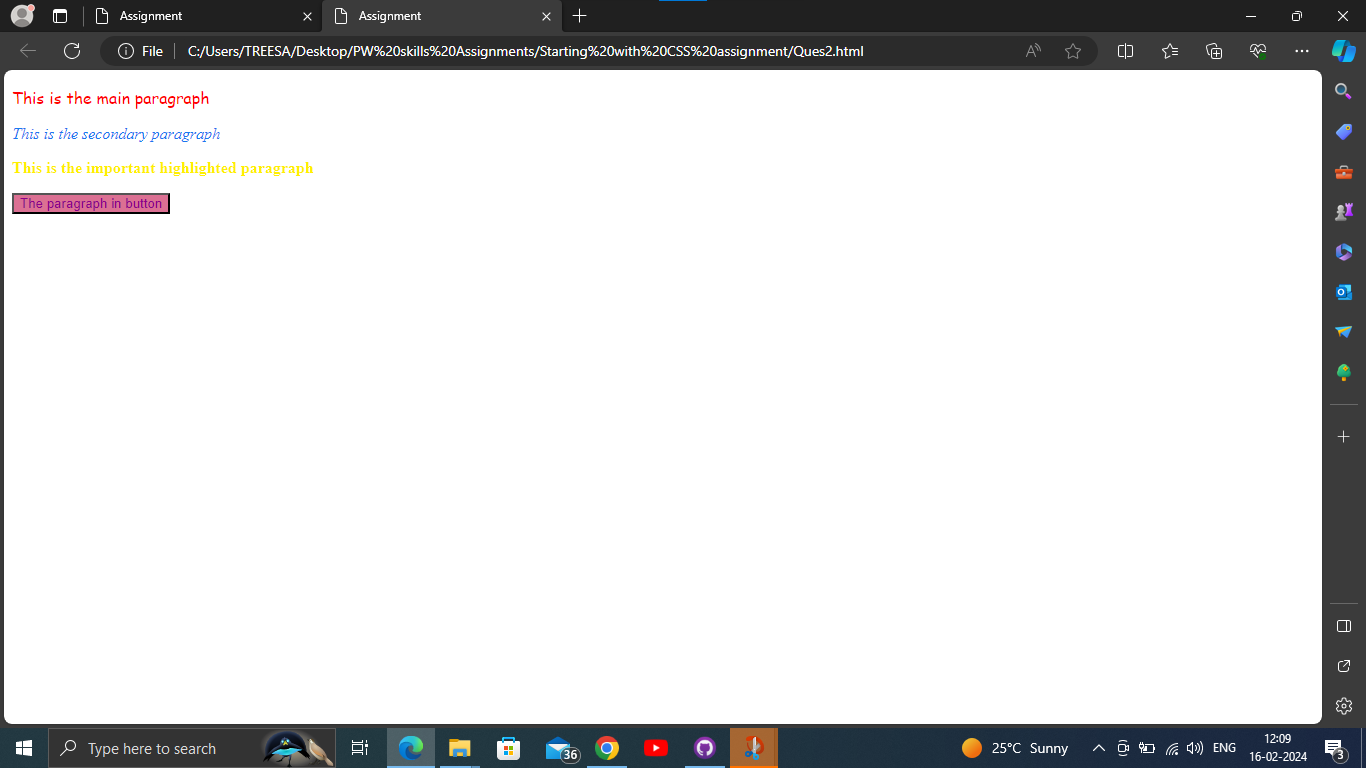 Assignment
Assignment
File
C:/Users/TREESA/Desktop/PW%20skills%20Assignments/Starting%20with%20CSS%20assignment/Ques2.html
This is the main paragraph
This is the secondary paragraph
This is the important highlighted paragraph
The paragraph in button
Type here to search
36
25°C Sunny
ENG
12:09
16-02-2024
3